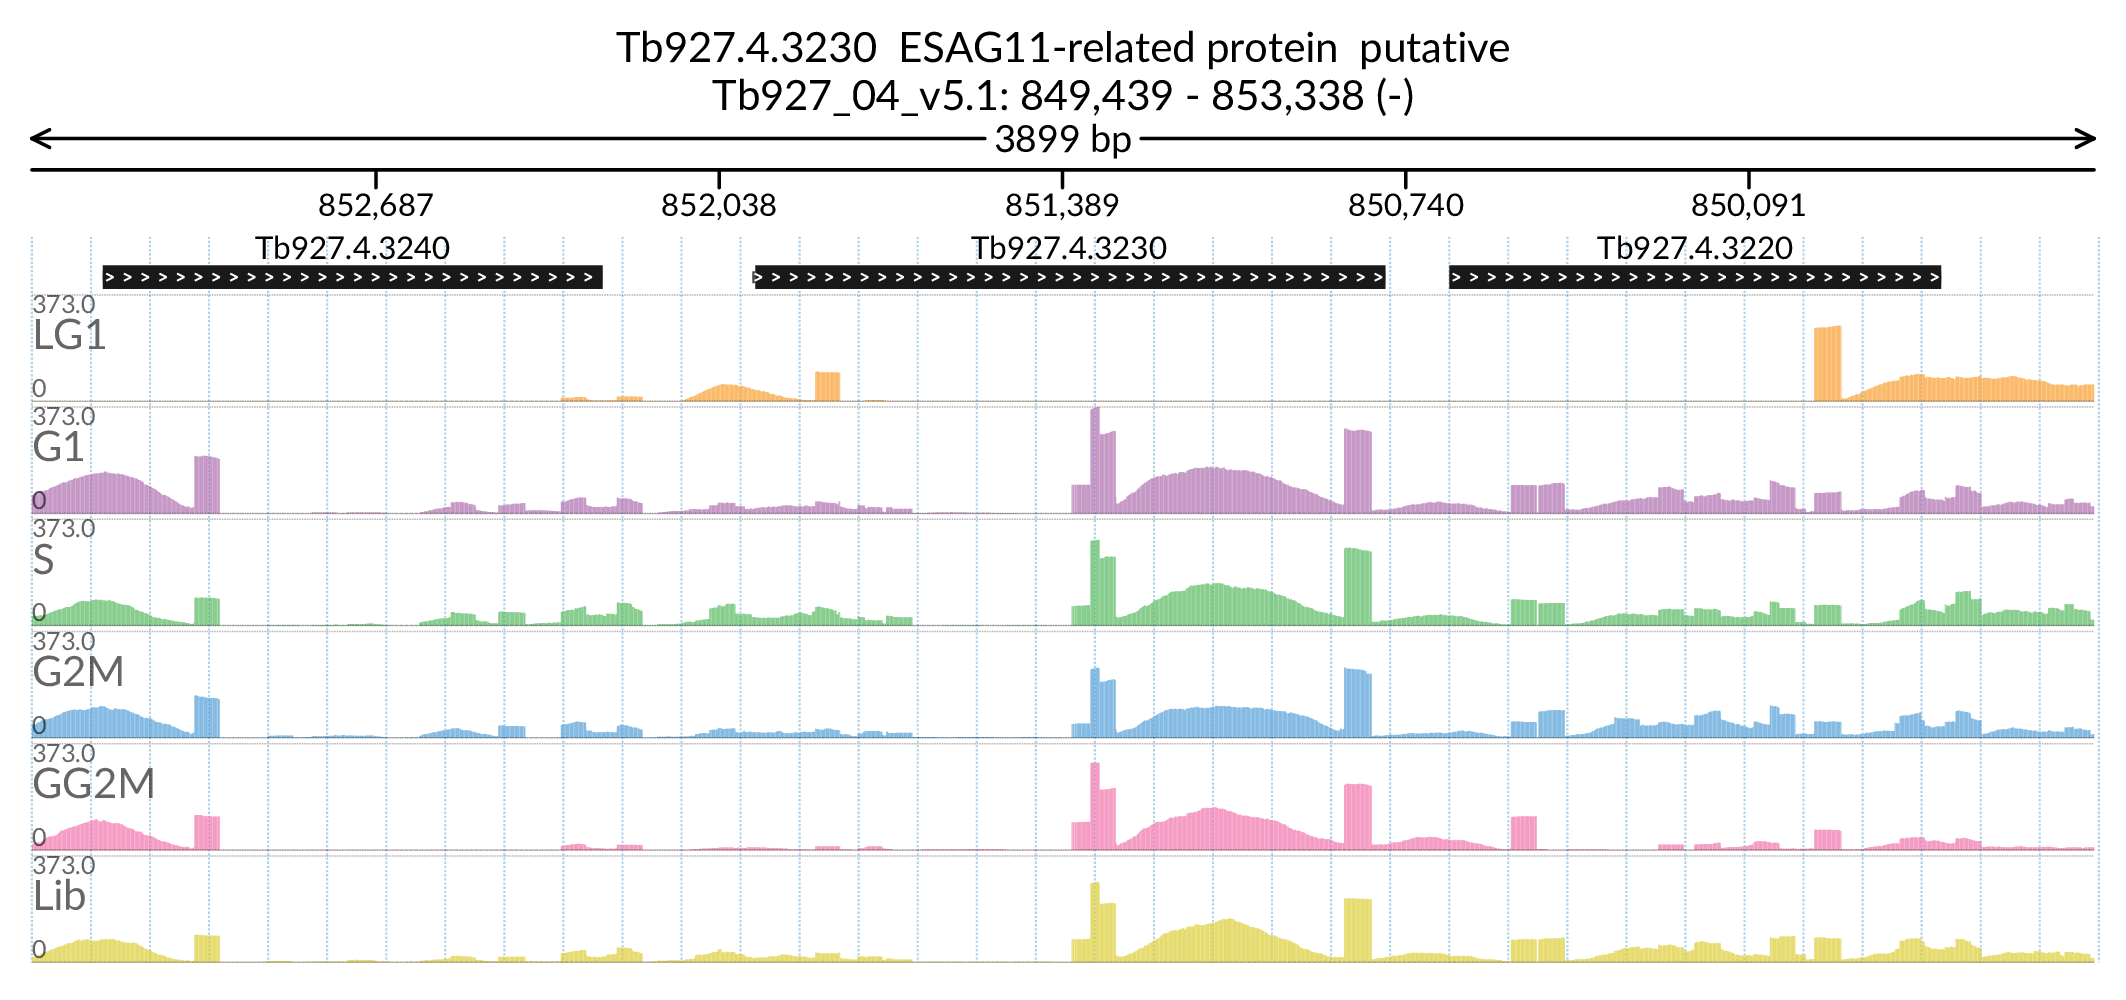 Tb927.4.3230  ESAG11-related protein  putative
Tb927_04_v5.1: 849,439 - 853,338 (-)
3899 bp
852,687 852,038 851,389 850,740 850,091
Tb927.4.3240 Tb927.4.3230 Tb927.4.3220
373.0
LG1
0
373.0
G1
0
373.0
S
0
373.0
G2M
0
373.0
GG2M
0
373.0
Lib
0